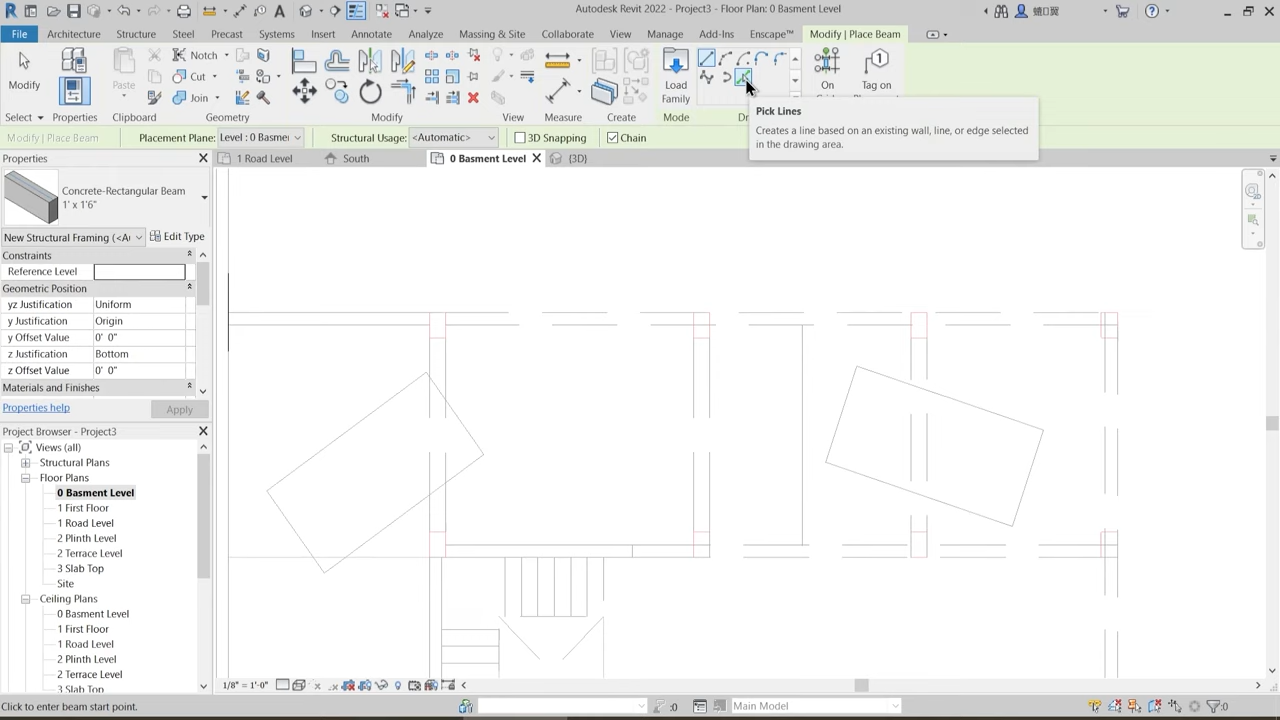 Autodesk Revit 2022 - Project3 - Floor Plan: 0 Basment Level
File Architecture Structure Steel Precast Systems Insert Annotate Analyze Massing & Site Collaborate View Manage Add-Ins Enscape™ Modify | Place Beam
Modify
Paste
Notch
Cut
Join
Load
Family
On
Tag on
Select Properties Clipboard Geometry Modify View Measure Create Mode
Pick Lines
Creates a line based on an existing wall, line, or edge selected
in the drawing area.
Modify | Place Beam Placement Plane: Level : 0 Baseme Structural Usage: <Automatic> 3D Snapping Chain
Properties
1 Road Level South 0 Basment Level {3D}
Concrete-Rectangular Beam
1' x 1'6"
New Structural Framing (<Au Edit Type
Constraints
Reference Level
Geometric Position
yz Justification Uniform
y Justification Origin
y Offset Value 0' 0"
z Justification Bottom
z Offset Value 0' 0"
Materials and Finishes
Properties help Apply
Project Browser - Project3
Views (all)
Structural Plans
Floor Plans
0 Basment Level
1 First Floor
1 Road Level
2 Plinth Level
2 Terrace Level
3 Slab Top
Site
Ceiling Plans
0 Basment Level
1 First Floor
1 Road Level
2 Plinth Level
2 Terrace Level
3 Slab Top
1/8" = 1'-0"
Click to enter beam start point. :0 Main Model :0